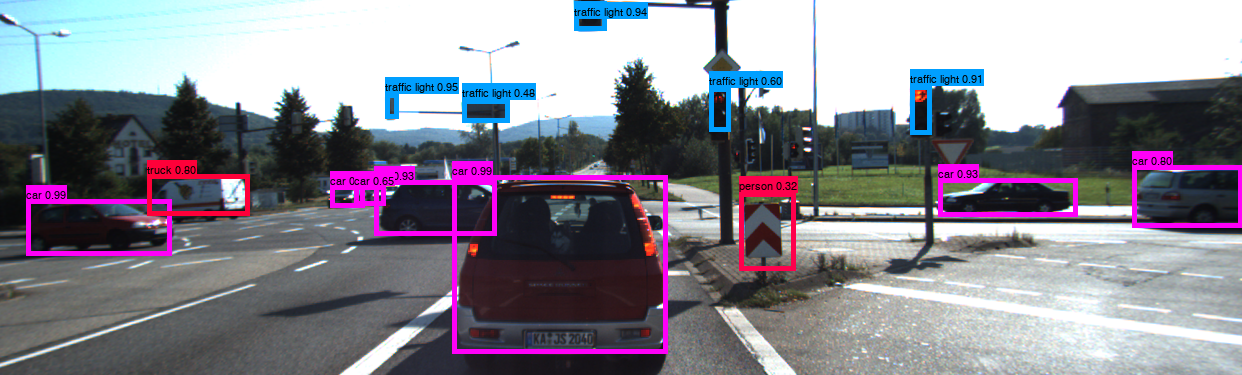 traffic light 0.94
traffic light 0.95
traffic light 0.48
traffic light 0.60
traffic light 0.91
truck 0.80
car 0.99
car 0.65
0.93
car 0.99
person 0.32
car 0.93
car 0.80
KA JS 2040